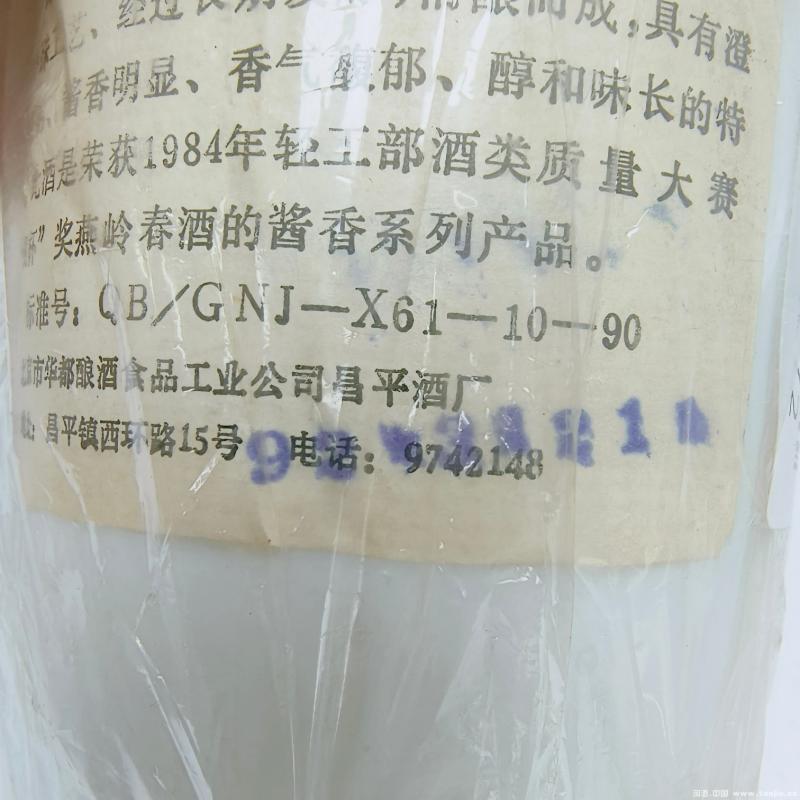 艺、经过长期 酿而成,具有澄
、酱香明显、香气馥郁、醇和味长的特
酒是荣获1984年轻工部酒类质量大赛
杯”奖燕岭春酒的酱香系列产品。
标准号:QB/GNJ—X61—10—90
市华都酿酒食品工业公司昌平酒厂
昌平镇西环路15号 电话:9742148